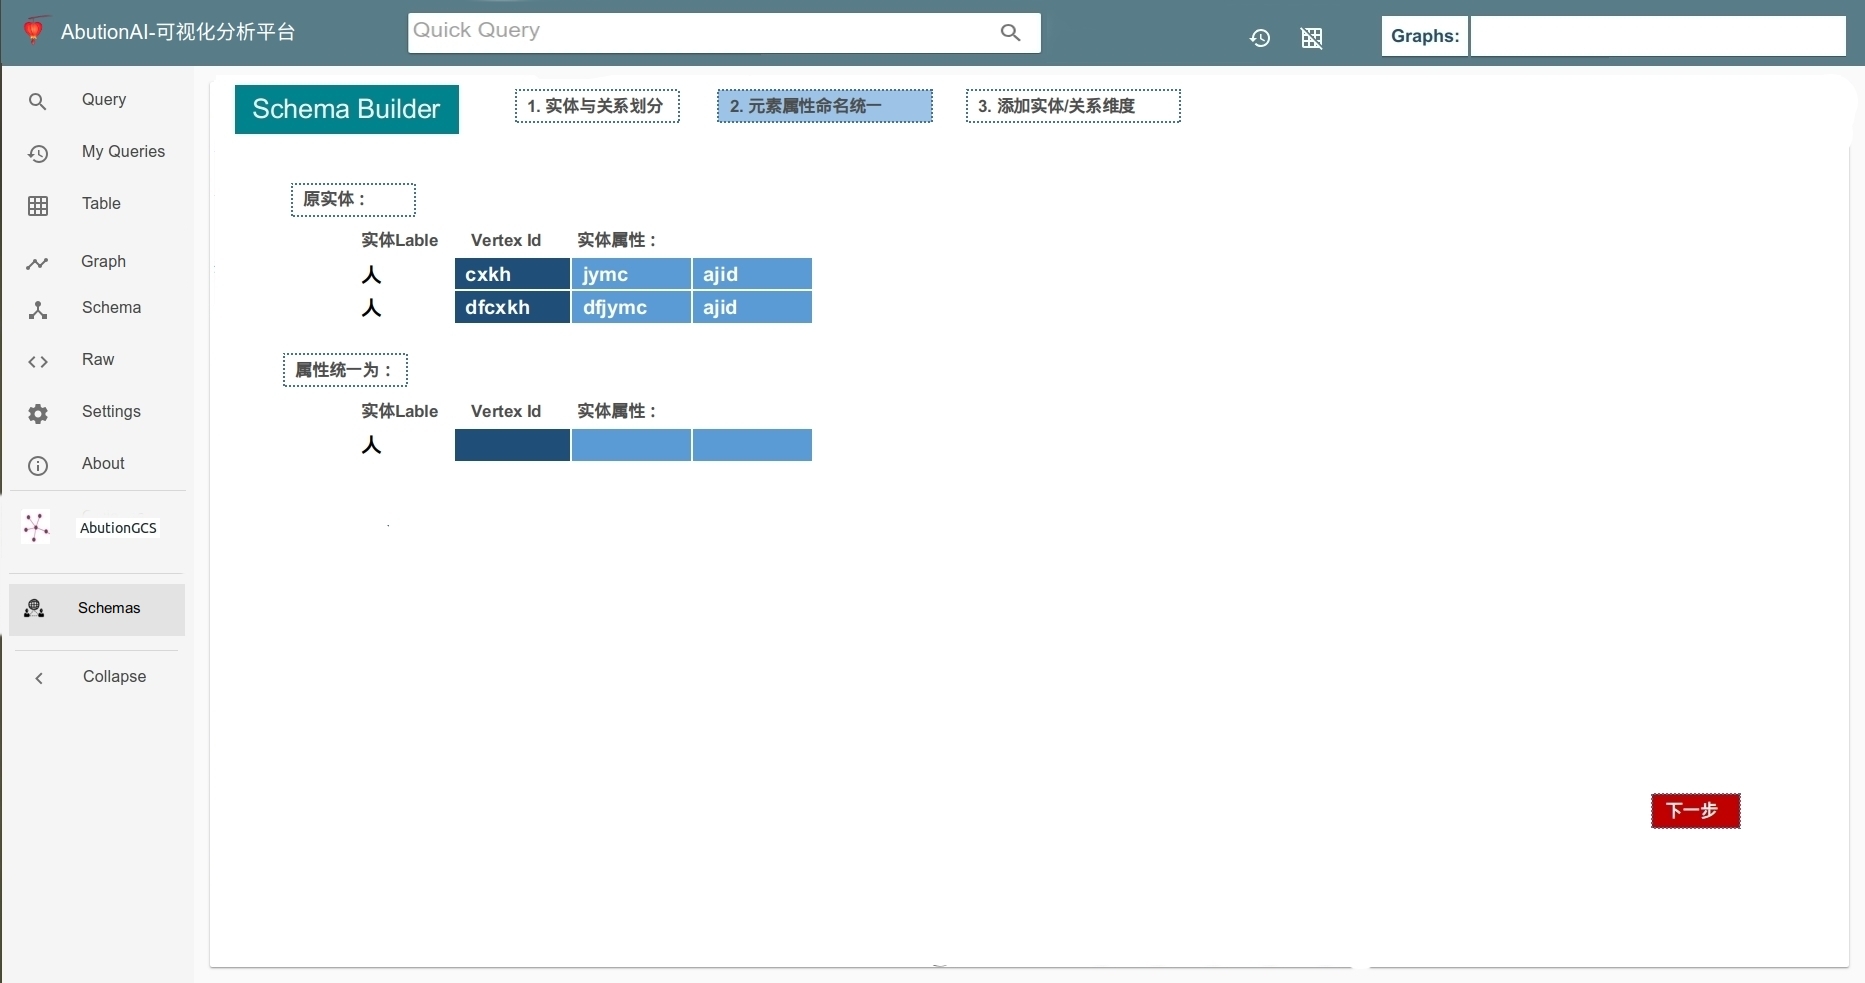 AbutionAI-可视化分析平台
Quick Query
Graphs:
Query
My Queries
Table
Graph
Schema
Raw
Settings
About
AbutionGCS
Schemas
Collapse
Schema Builder
1. 实体与关系划分
2. 元素属性命名统一
3. 添加实体/关系维度
原实体：
实体Lable Vertex Id 实体属性：
人 cxkh jymc ajid
人 dfcxkh dfjymc ajid
属性统一为：
实体Lable Vertex Id 实体属性：
人
下一步